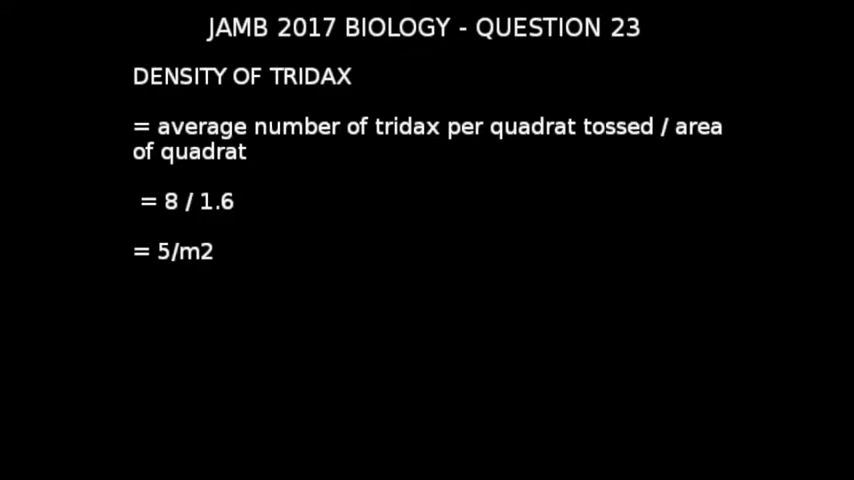 JAMB 2017 BIOLOGY - QUESTION 23
DENSITY OF TRIDAX
= average number of tridax per quadrat tossed / area
of quadrat
= 8 / 1.6
= 5/m2